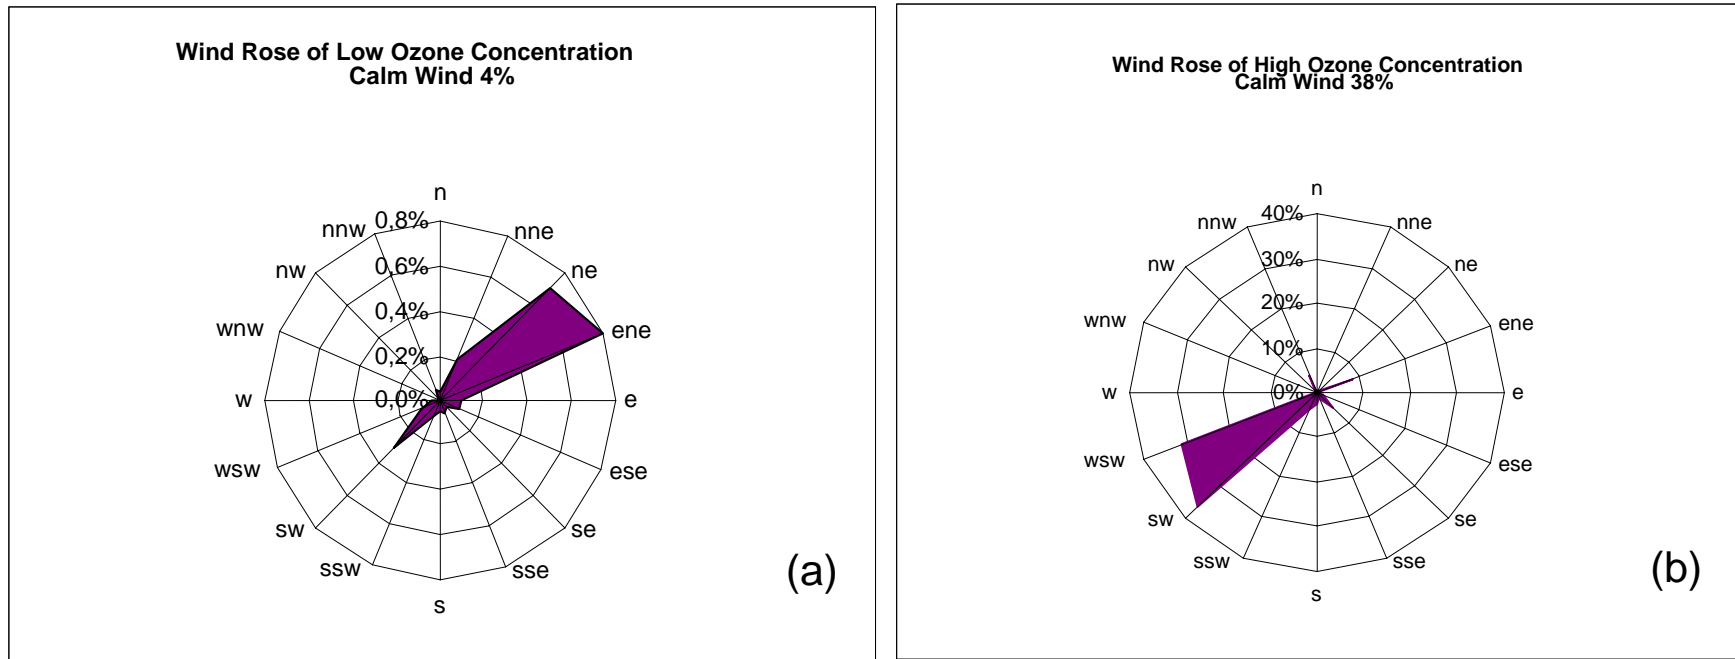 Wind Rose of Low Ozone Concentration
Calm Wind 4%
n
nne
ne
ene
e
ese
se
sse
s
ssw
sw
wsw
w
wnw
nw
nnw
0,8%
0,6%
0,4%
0,2%
0,0%
(a)
Wind Rose of High Ozone Concentration
Calm Wind 38%
n
nne
ne
ene
e
ese
se
sse
s
ssw
sw
wsw
w
wnw
nw
nnw
40%
30%
20%
10%
0%
(b)